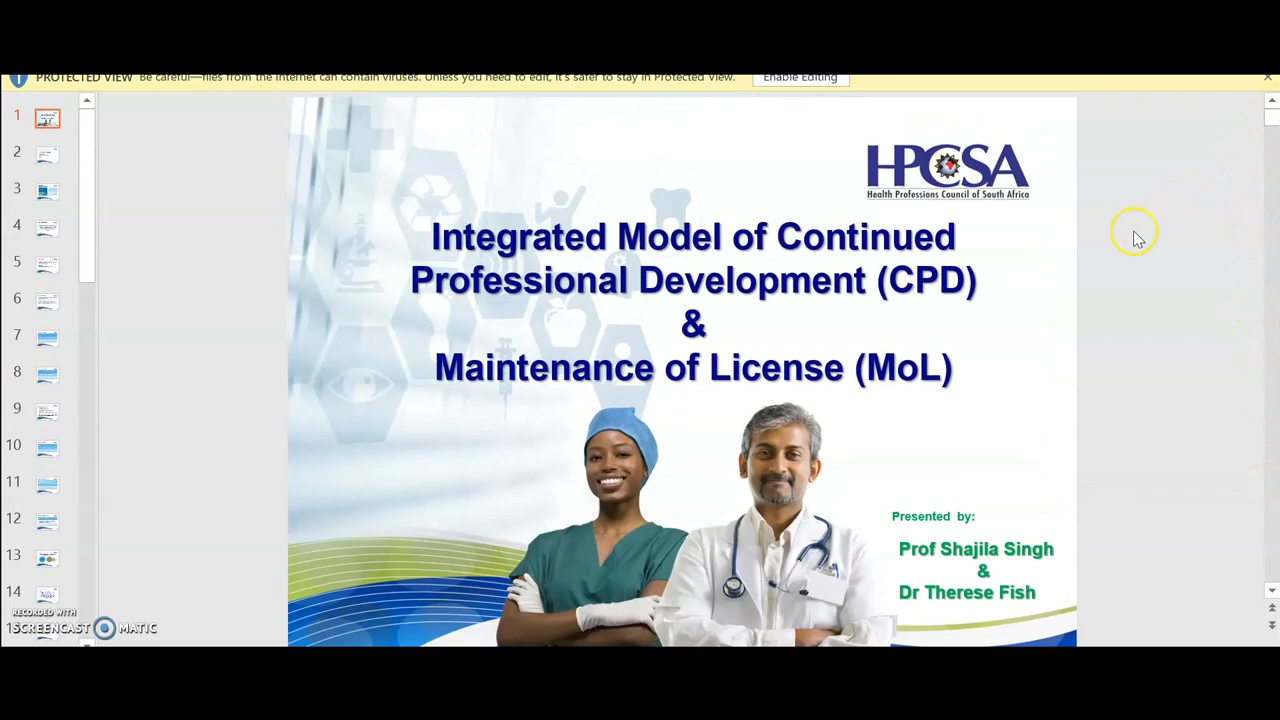 PROTECTED VIEW Be careful—files from the Internet can contain viruses. Unless you need to edit, it's safer to stay in Protected View. Enable Editing
1
2
3
4
5
6
7
8
9
10
11
12
13
14
HPCSA
Health Professions Council of South Africa
Integrated Model of Continued
Professional Development (CPD)
&
Maintenance of License (MoL)
Presented by:
Prof Shajila Singh
&
Dr Therese Fish
RECORDED WITH
SCREENCAST MATIC